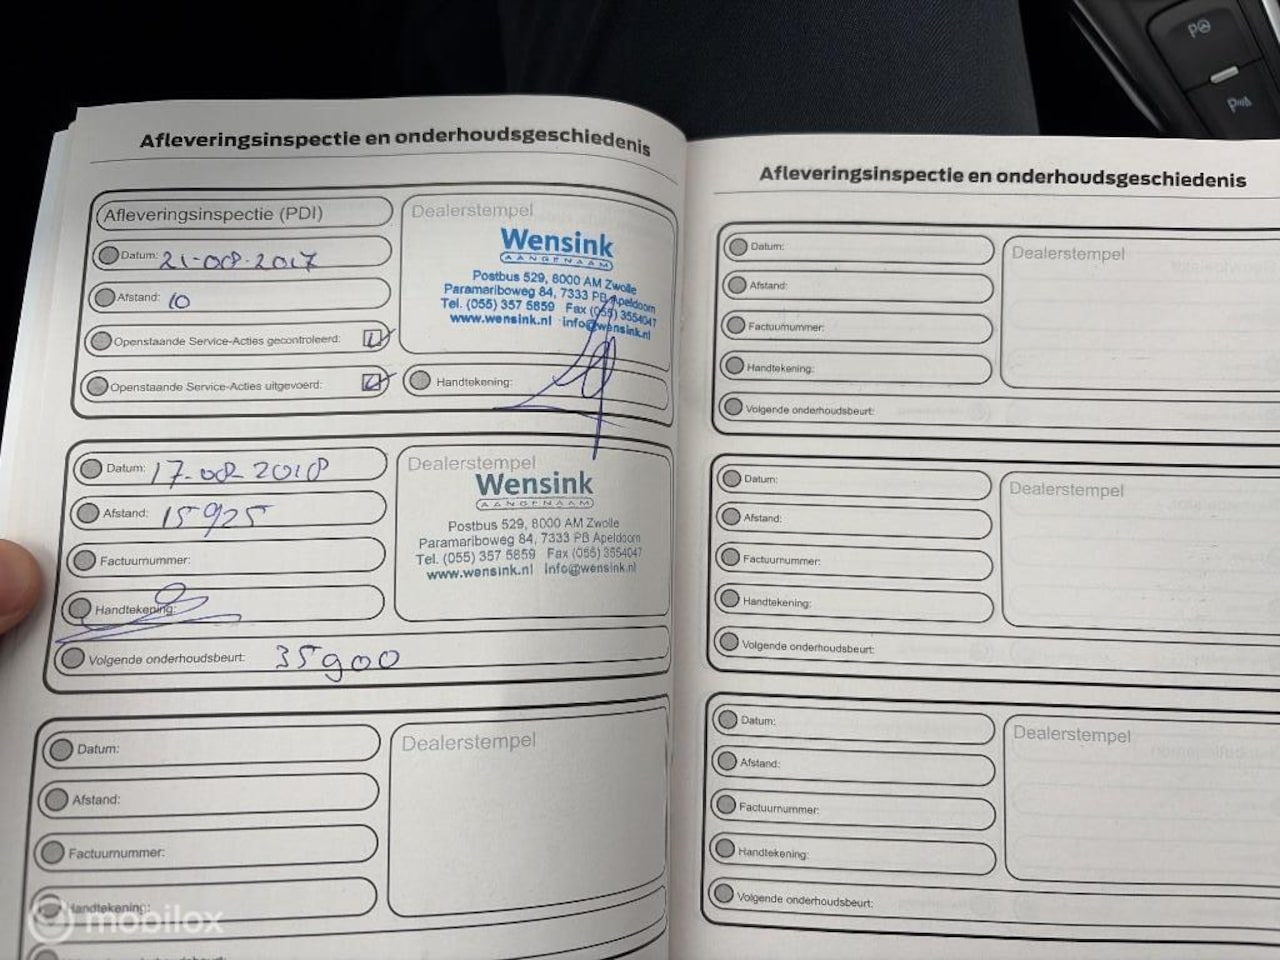 Afleveringsinspectie en onderhoudsgeschiedenis
Afleveringsinspectie (PDI)
Datum: 21-08-2017
Afstand: 10
Openstaande Service-Acties gecontroleerd:
Openstaande Service-Acties uitgevoerd:
Dealerstempel
Wensink
AANGENAAM
Postbus 529, 8000 AM Zwolle
Paramariboweg 84, 7333 PB Apeldoorn
Tel. (055) 357 5859 Fax (055) 3554047
www.wensink.nl info@wensink.nl
Handtekening:
Datum: 17-08-2018
Afstand: 15925
Factuurnummer:
Handtekening:
Volgende onderhoudsbeurt: 35900
Dealerstempel
Wensink
AANGENAAM
Postbus 529, 8000 AM Zwolle
Paramariboweg 84, 7333 PB Apeldoorn
Tel. (055) 357 5859 Fax (055) 3554047
www.wensink.nl info@wensink.nl
Datum:
Afstand:
Factuurnummer:
Handtekening:
Dealerstempel
mobilox
Afleveringsinspectie en onderhoudsgeschiedenis
Datum:
Afstand:
Factuurnummer:
Handtekening:
Volgende onderhoudsbeurt:
Dealerstempel
Datum:
Afstand:
Factuurnummer:
Handtekening:
Volgende onderhoudsbeurt:
Dealerstempel
Datum:
Afstand:
Factuurnummer:
Handtekening:
Volgende onderhoudsbeurt:
Dealerstempel